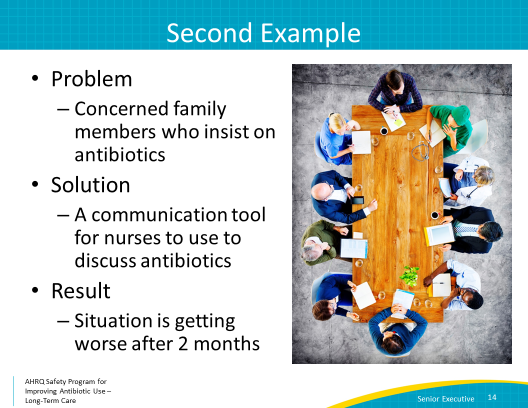 Second Example
• Problem
– Concerned family
members who insist on
antibiotics
• Solution
– A communication tool
for nurses to use to
discuss antibiotics
• Result
– Situation is getting
worse after 2 months
AHRQ Safety Program for
Improving Antibiotic Use –
Long-Term Care
Senior Executive 14